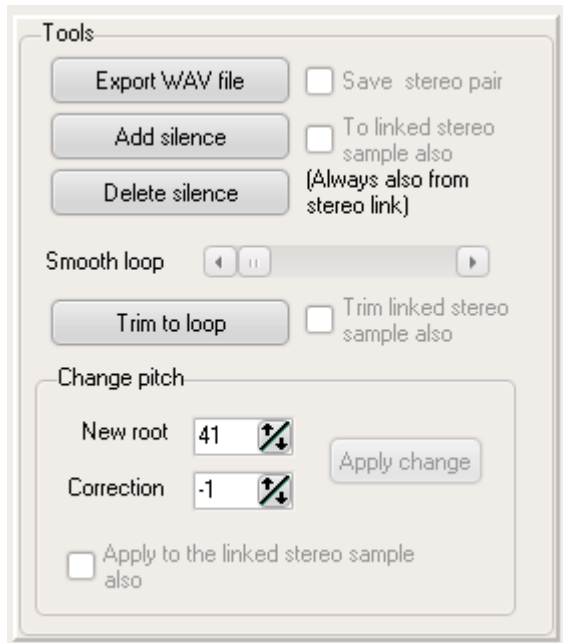 Tools
Export WAV file
Save stereo pair
Add silence
To linked stereo
sample also
Delete silence
(Always also from
stereo link)
Smooth loop
Trim to loop
Trim linked stereo
sample also
Change pitch
New root
41
Apply change
Correction
-1
Apply to the linked stereo sample
also